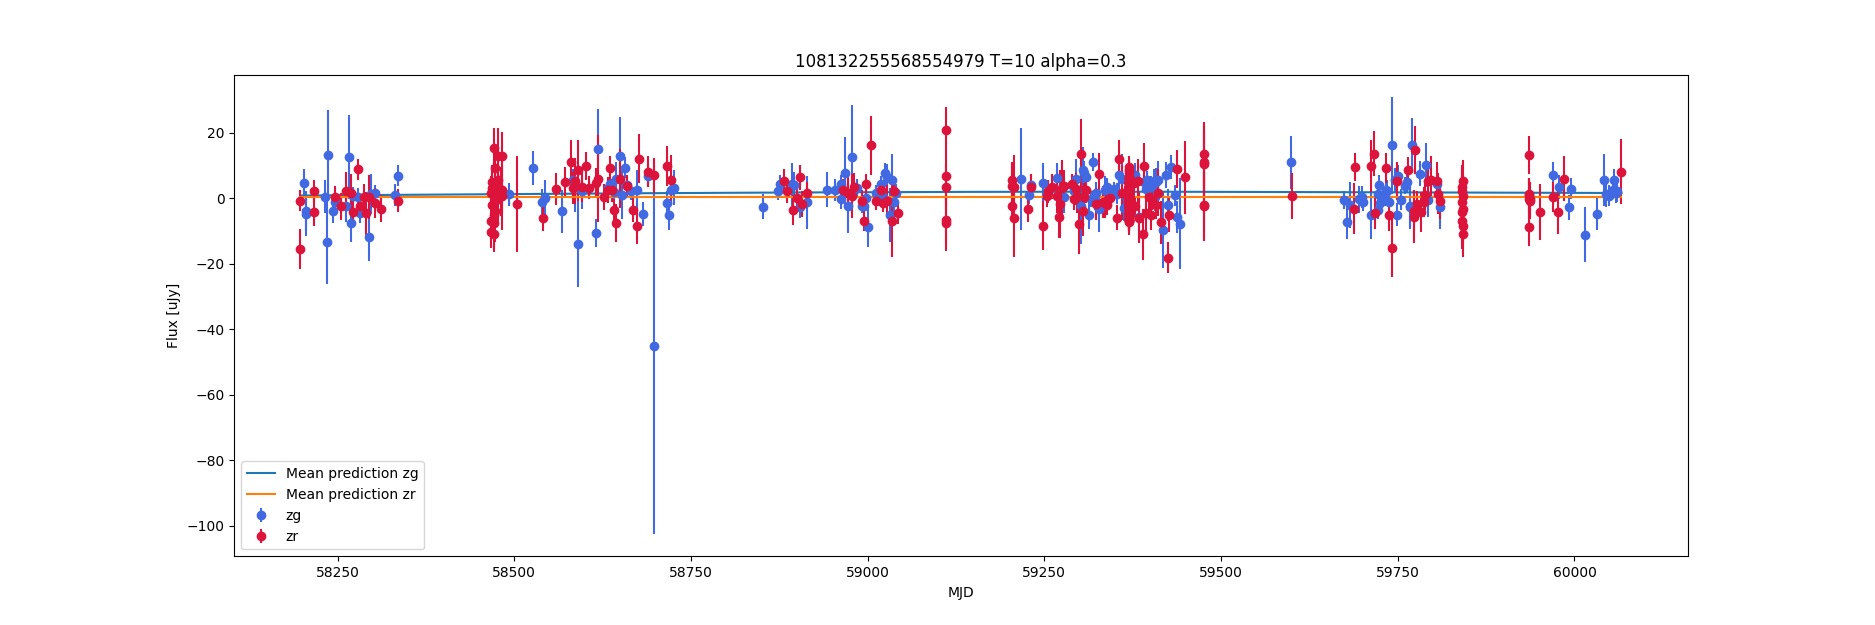 108132255568554979 T=10 alpha=0.3
Flux [uJy]
20
0
−20
−40
−60
−80
−100
Mean prediction zg
Mean prediction zr
zg
zr
58250
58500
58750
59000
59250
59500
59750
60000
MJD